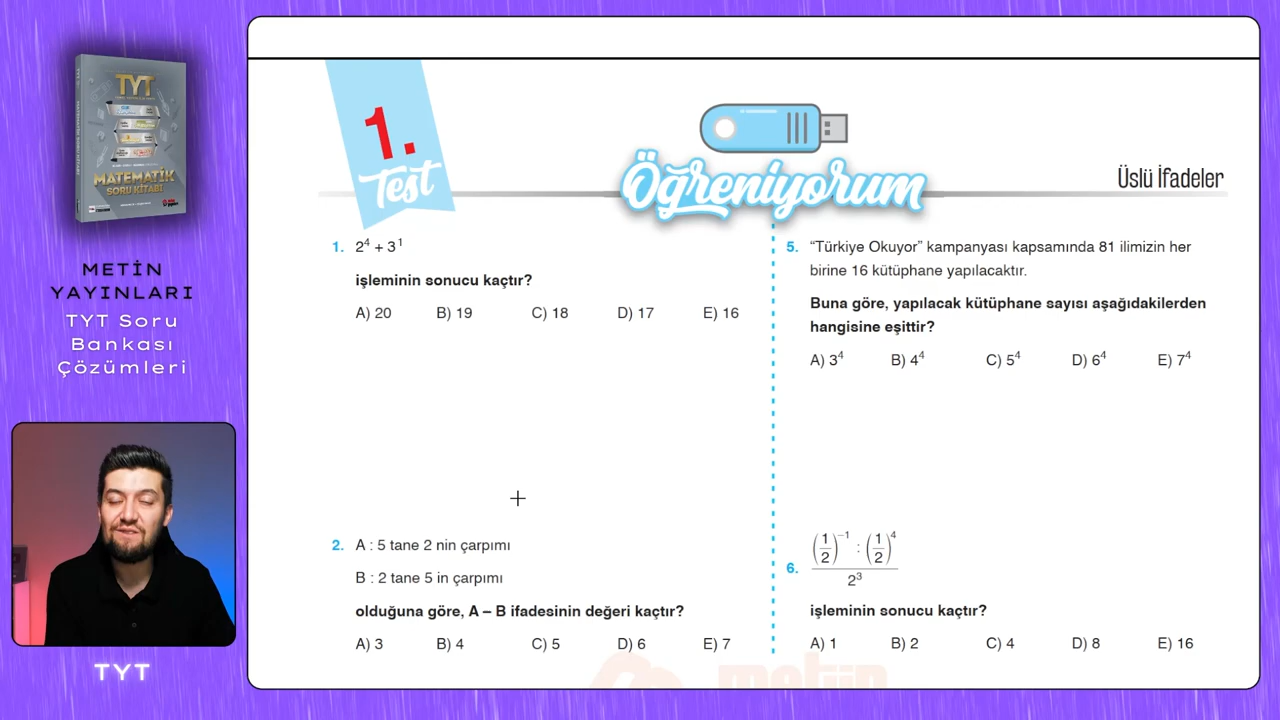 TYT
MATEMATİK
SORU KİTABI
METİN
YAYINLARI
TYT Soru
Bankası
Çözümleri
TYT
1.
Test
Öğreniyorum
Üslü İfadeler
1. 2⁴ + 3¹
işleminin sonucu kaçtır?
A) 20 B) 19 C) 18 D) 17 E) 16
2. A : 5 tane 2 nin çarpımı
B : 2 tane 5 in çarpımı
olduğuna göre, A – B ifadesinin değeri kaçtır?
A) 3 B) 4 C) 5 D) 6 E) 7
5. “Türkiye Okuyor” kampanyası kapsamında 81 ilimizin her
birine 16 kütüphane yapılacaktır.
Buna göre, yapılacak kütüphane sayısı aşağıdakilerden
hangisine eşittir?
A) 3⁴ B) 4⁴ C) 5⁴ D) 6⁴ E) 7⁴
6. ((1/2)⁻¹ : (1/2)⁴) / 2³
işleminin sonucu kaçtır?
A) 1 B) 2 C) 4 D) 8 E) 16